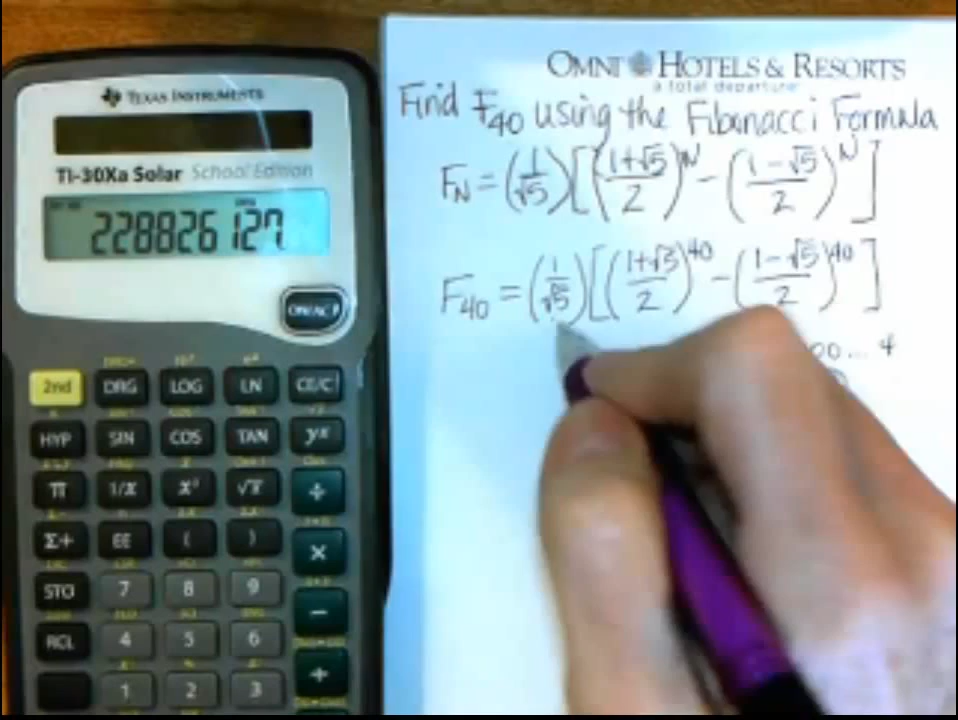 TEXAS INSTRUMENTS
TI-30Xa Solar School Edition
228826127
ON/AC
2nd DRG LOG LN CE/C
HYP SIN COS TAN yx
π 1/x x² √x ÷
Σ+ EE ( ) ×
STO 7 8 9 −
RCL 4 5 6 +
1 2 3
OMNI HOTELS & RESORTS
a total departure
Find F40 using the Fibanacci Formula
FN = (1/√5)[((1+√5)/2)^N − ((1−√5)/2)^N]
F40 = (1/√5)[((1+√5)/2)^40 − ((1−√5)/2)^40]
00... 4